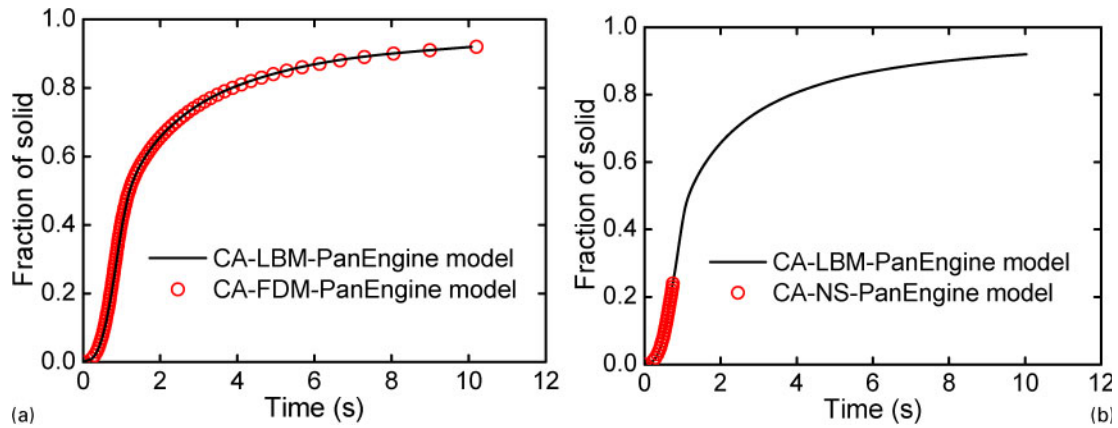 1.0
0.8
0.6
0.4
0.2
0.0
Fraction of solid
CA-LBM-PanEngine model
CA-FDM-PanEngine model
0 2 4 6 8 10 12
Time (s)
(a)
1.0
0.8
0.6
0.4
0.2
0.0
Fraction of solid
CA-LBM-PanEngine model
CA-NS-PanEngine model
0 2 4 6 8 10 12
Time (s)
(b)